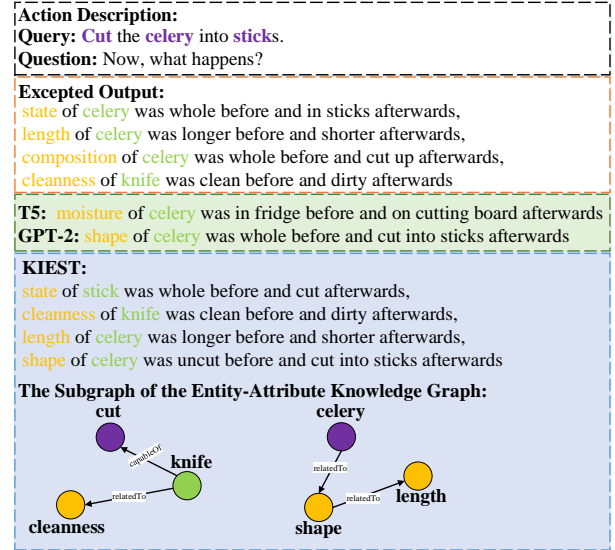 Action Description:
Query: Cut the celery into sticks.
Question: Now, what happens?
Excepted Output:
state of celery was whole before and in sticks afterwards,
length of celery was longer before and shorter afterwards,
composition of celery was whole before and cut up afterwards,
cleanness of knife was clean before and dirty afterwards
T5: moisture of celery was in fridge before and on cutting board afterwards
GPT-2: shape of celery was whole before and cut into sticks afterwards
KIEST:
state of stick was whole before and cut afterwards,
cleanness of knife was clean before and dirty afterwards,
length of celery was longer before and shorter afterwards,
shape of celery was uncut before and cut into sticks afterwards
The Subgraph of the Entity-Attribute Knowledge Graph:
cut
celery
capableOf
knife
relatedTo
relatedTo
relatedTo
length
cleanness
shape